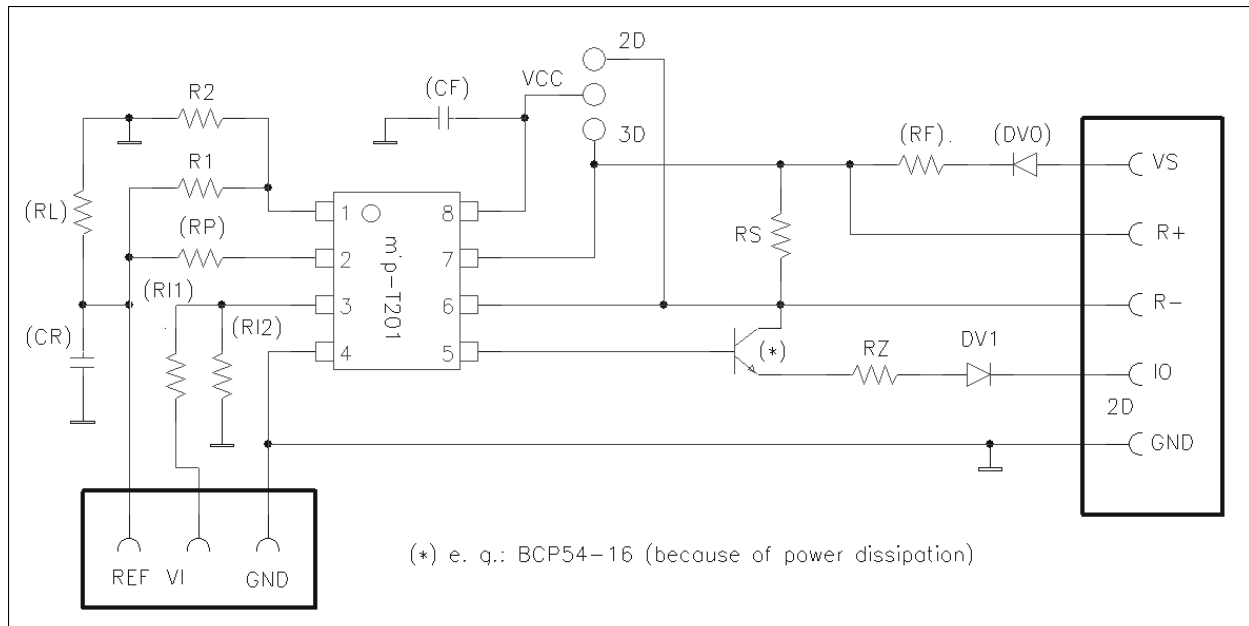 2D
(CF)
VCC
R2
3D
(RF).
(DV0)
VS
R1
(RL)
1
8
RS
R+
(RP)
2
mip-T201
7
(RI1)
3
6
R-
(CR)
(RI2)
4
5
(*)
RZ
DV1
IO
2D
GND
(*) e. g.: BCP54-16 (because of power dissipation)
REF VI GND